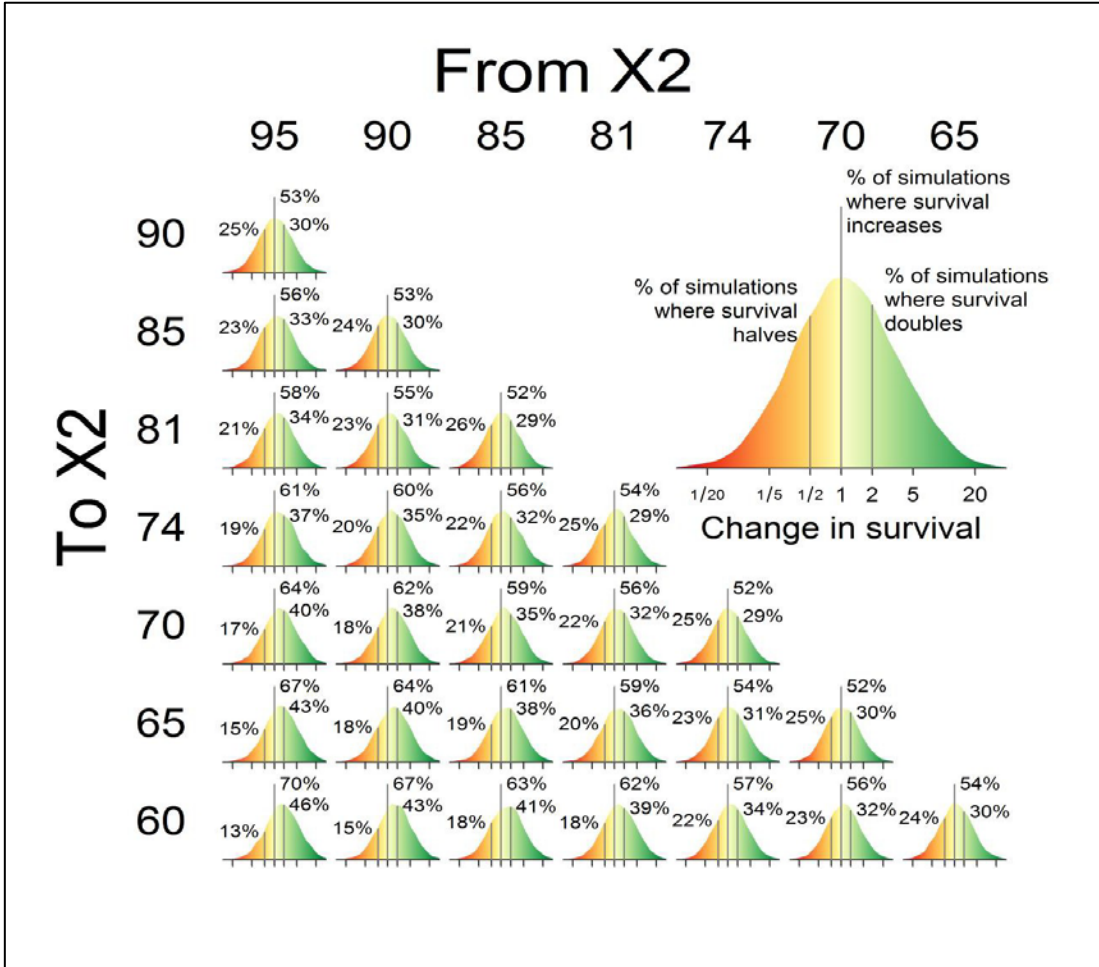 From X2
95 90 85 81 74 70 65
To X2
% of simulations
where survival
increases
% of simulations
where survival
halves
% of simulations
where survival
doubles
1/20 1/5 1/2 1 2 5 20
Change in survival
90
53%
25% 30%
85
56% 53%
23% 33% 24% 30%
81
58% 55% 52%
21% 34% 23% 31% 26% 29%
74
61% 60% 56% 54%
19% 37% 20% 35% 22% 32% 25% 29%
70
64% 62% 59% 56% 52%
17% 40% 18% 38% 21% 35% 22% 32% 25% 29%
65
67% 64% 61% 59% 54% 52%
15% 43% 18% 40% 19% 38% 20% 36% 23% 31% 25% 30%
60
70% 67% 63% 62% 57% 56% 54%
13% 46% 15% 43% 18% 41% 18% 39% 22% 34% 23% 32% 24% 30%